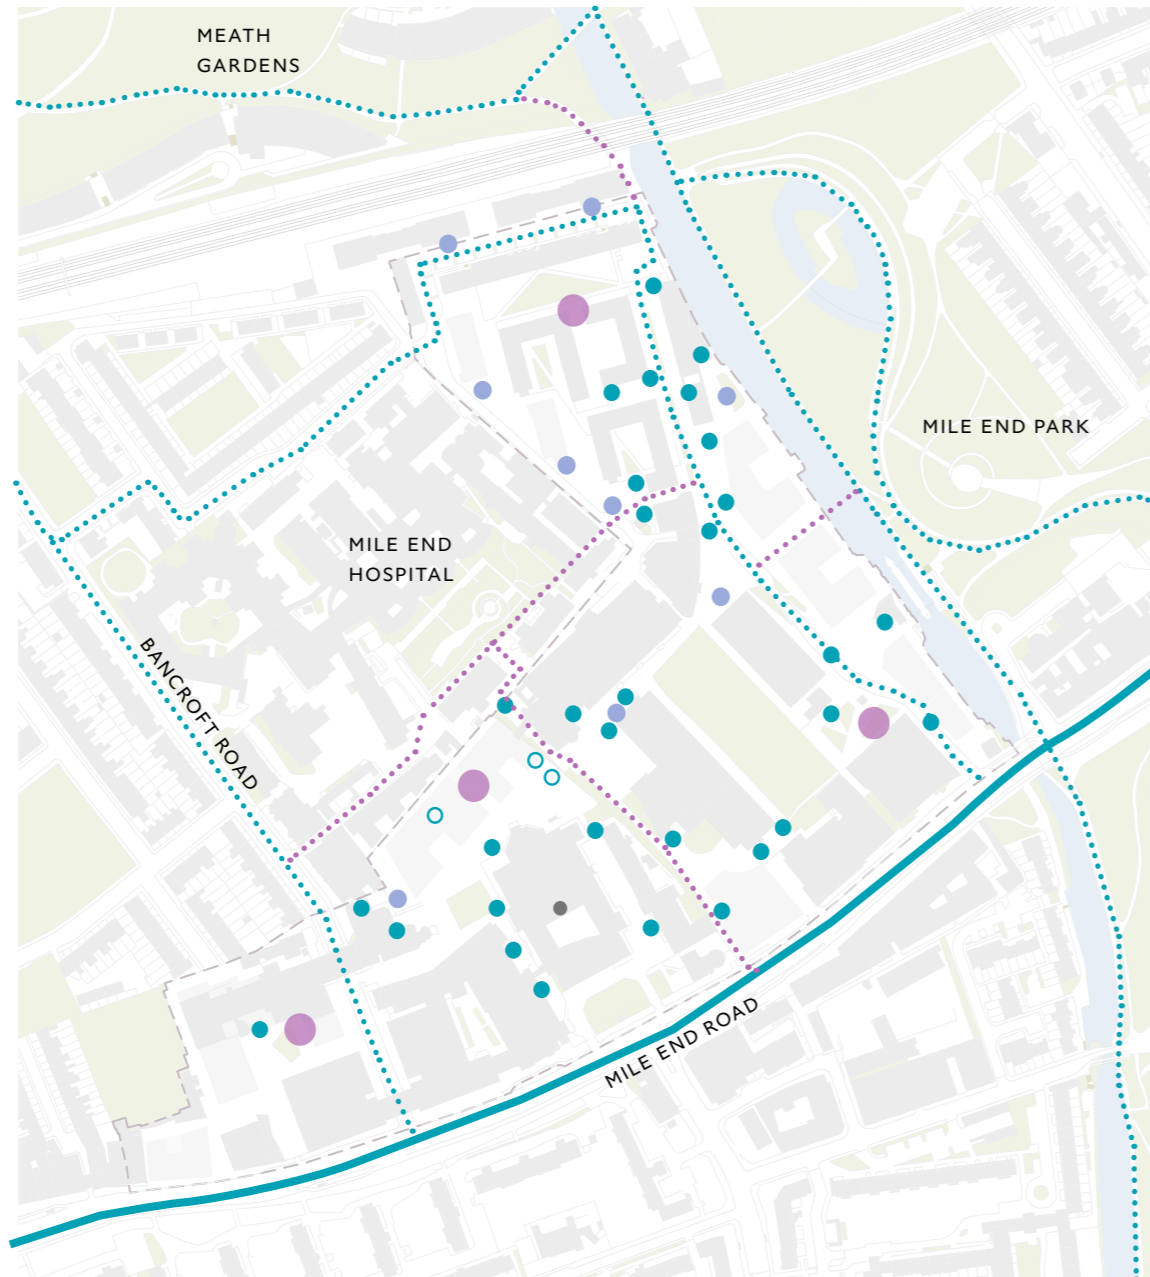 MEATH
GARDENS
MILE END PARK
MILE END
HOSPITAL
BANCROFT ROAD
MILE END ROAD